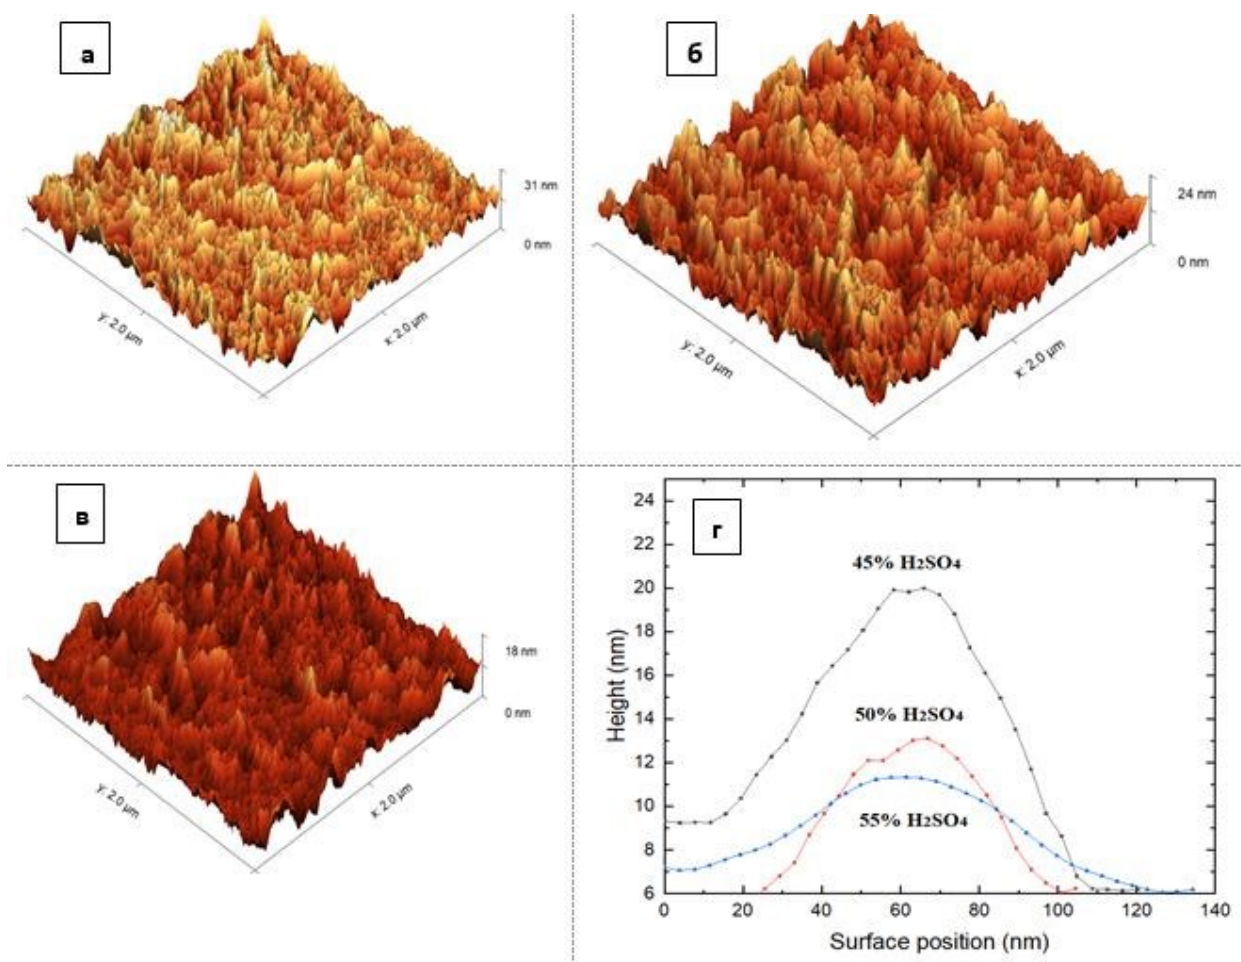 а
31 nm
0 nm
y: 2.0 µm
x: 2.0 µm
б
24 nm
0 nm
y: 2.0 µm
x: 2.0 µm
в
18 nm
0 nm
y: 2.0 µm
x: 2.0 µm
г
45% H₂SO₄
50% H₂SO₄
55% H₂SO₄
Height (nm)
24
22
20
18
16
14
12
10
8
6
0 20 40 60 80 100 120 140
Surface position (nm)